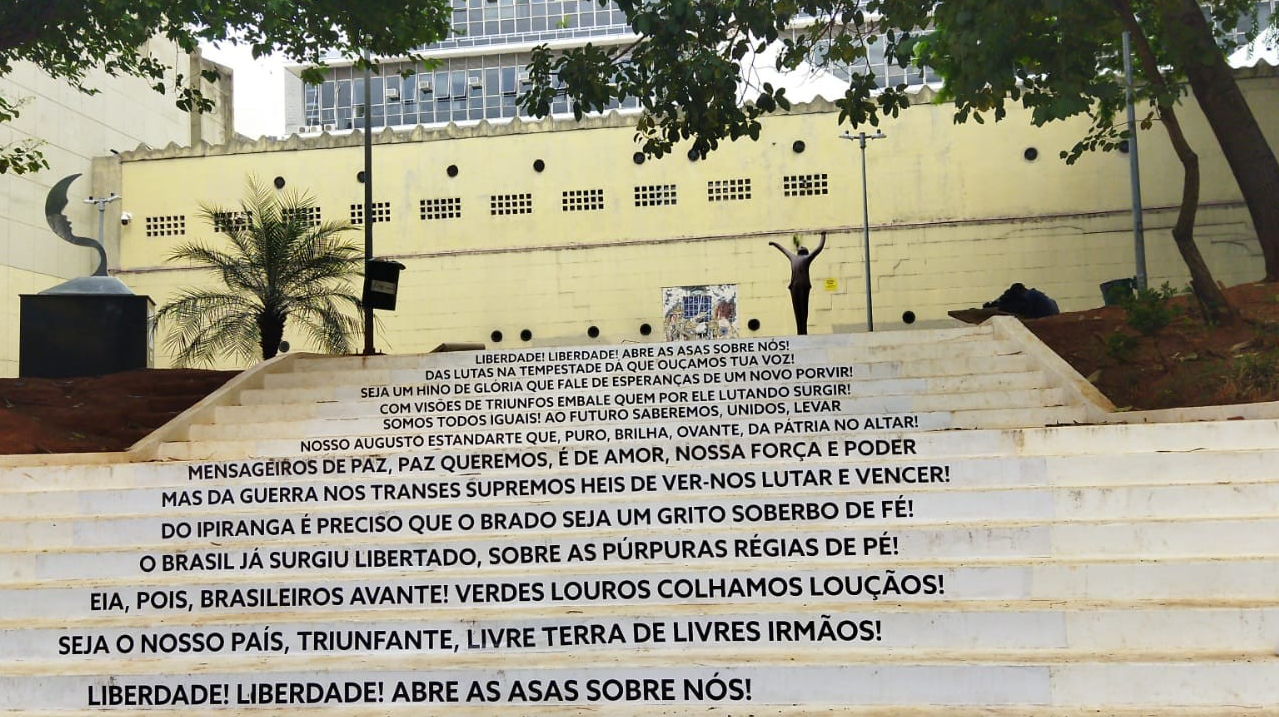 LIBERDADE! LIBERDADE! ABRE AS ASAS SOBRE NÓS!
DAS LUTAS NA TEMPESTADE DÁ QUE OUÇAMOS TUA VOZ!
SEJA UM HINO DE GLÓRIA QUE FALE DE ESPERANÇAS DE UM NOVO PORVIR!
COM VISÕES DE TRIUNFOS EMBALE QUEM POR ELE LUTANDO SURGIR!
SOMOS TODOS IGUAIS! AO FUTURO SABEREMOS, UNIDOS, LEVAR
NOSSO AUGUSTO ESTANDARTE QUE, PURO, BRILHA, OVANTE, DA PÁTRIA NO ALTAR!
MENSAGEIROS DE PAZ, PAZ QUEREMOS, É DE AMOR, NOSSA FORÇA E PODER
MAS DA GUERRA NOS TRANSES SUPREMOS HEIS DE VER-NOS LUTAR E VENCER!
DO IPIRANGA É PRECISO QUE O BRADO SEJA UM GRITO SOBERBO DE FÉ!
O BRASIL JÁ SURGIU LIBERTADO, SOBRE AS PÚRPURAS RÉGIAS DE PÉ!
EIA, POIS, BRASILEIROS AVANTE! VERDES LOUROS COLHAMOS LOUÇÃOS!
SEJA O NOSSO PAÍS, TRIUNFANTE, LIVRE TERRA DE LIVRES IRMÃOS!
LIBERDADE! LIBERDADE! ABRE AS ASAS SOBRE NÓS!